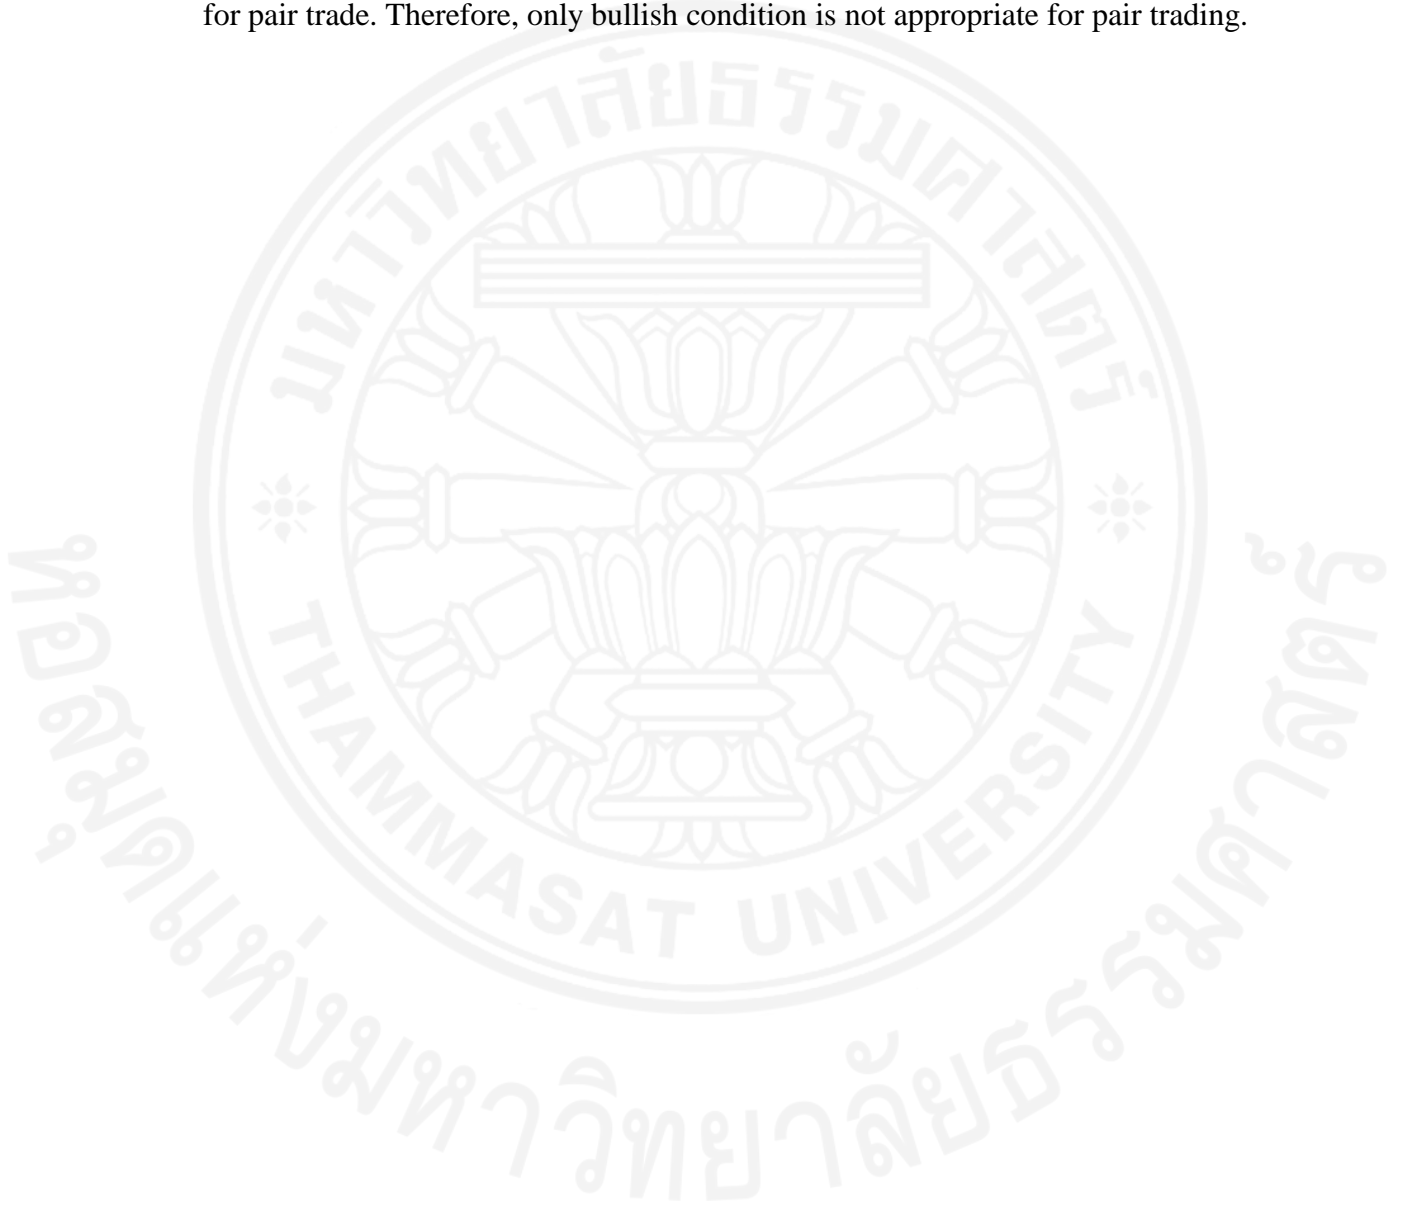 for pair trade. Therefore, only bullish condition is not appropriate for pair trading.
มหาวิทยาลัยธรรมศาสตร์
THAMMASAT UNIVERSITY
หอสมุดแห่งมหาวิทยาลัยธรรมศาสตร์